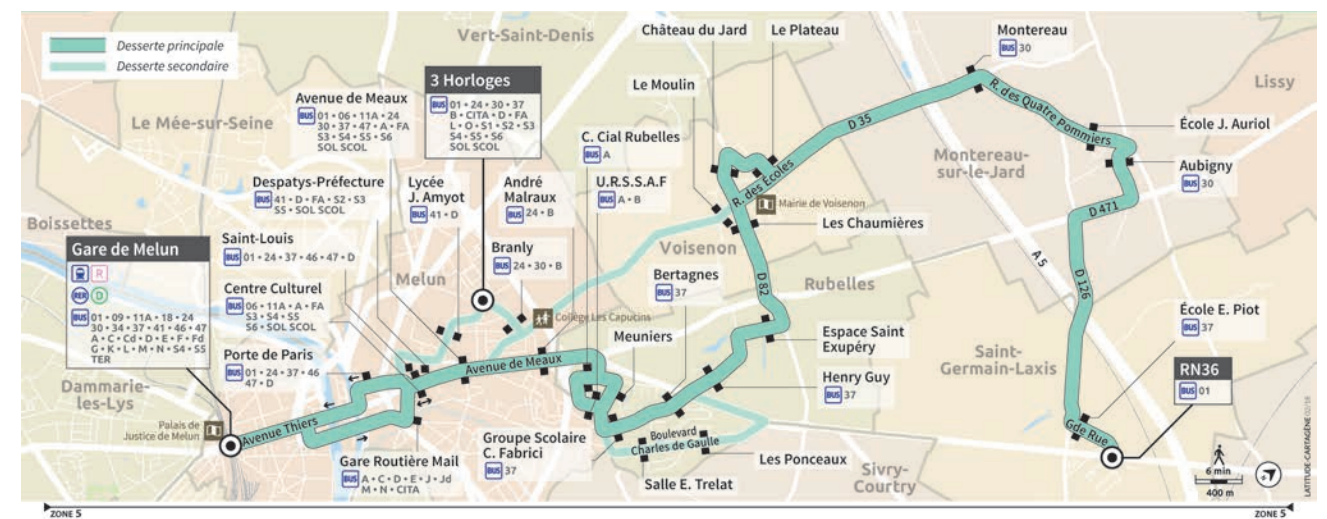 Desserte principale
Desserte secondaire
Vert-Saint-Denis
Château du Jard
Le Plateau
Montereau
BUS 30
Lissy
3 Horloges
BUS 01 • 24 • 30 • 37
B • CITA • D • FA
L • O • S1 • S2 • S3
S4 • S5 • S6
SOL SCOL
Avenue de Meaux
BUS 01 • 06 • 11A • 24
30 • 37 • 47 • A • FA
S3 • S4 • S5 • S6
SOL SCOL
Le Mée-sur-Seine
Le Moulin
D 35
R. des Quatre Pommiers
École J. Auriol
C. Cial Rubelles
BUS A
Montereau-
sur-le-Jard
Aubigny
BUS 30
Despatys-Préfecture
BUS 41 • D • FA • S2 • S3
S5 • SOL SCOL
Lycée
J. Amyot
BUS 41 • D
André
Malraux
BUS 24 • B
U.R.S.S.A.F
BUS A • B
R. des Écoles
Mairie de Voisenon
D 471
Boissettes
Les Chaumières
Gare de Melun
R
RER D
BUS 01 • 09 • 11A • 18 • 24
30 • 34 • 37 • 41 • 46 • 47
A • C • Cd • D • E • F • Fd
G • K • L • M • N • S4 • S5
TER
Saint-Louis
BUS 01 • 24 • 37 • 46 • 47 • D
Melun
Branly
BUS 24 • 30 • B
Voisenon
A 5
Bertagnes
BUS 37
D 82
Rubelles
D 126
Centre Culturel
BUS 06 • 11A • A • FA
S3 • S4 • S5
S6 • SOL SCOL
Collège Les Capucins
École E. Piot
BUS 37
Meuniers
Espace Saint
Exupéry
Saint-
Germain-Laxis
Porte de Paris
BUS 01 • 24 • 37 • 46
47 • D
Avenue de Meaux
RN36
BUS 01
Dammarie-
les-Lys
Henry Guy
BUS 37
Palais de
Justice de Melun
Avenue Thiers
Groupe Scolaire
C. Fabrici
BUS 37
Boulevard
Charles de Gaulle
Gde Rue
Gare Routière Mail
BUS A • C • D • E • J • Jd
M • N • CITA
Les Ponceaux
Salle E. Trelat
Sivry-
Courtry
6 min
400 m
LATITUDE-CARTAGÈNE 02/18
ZONE 5
ZONE 5